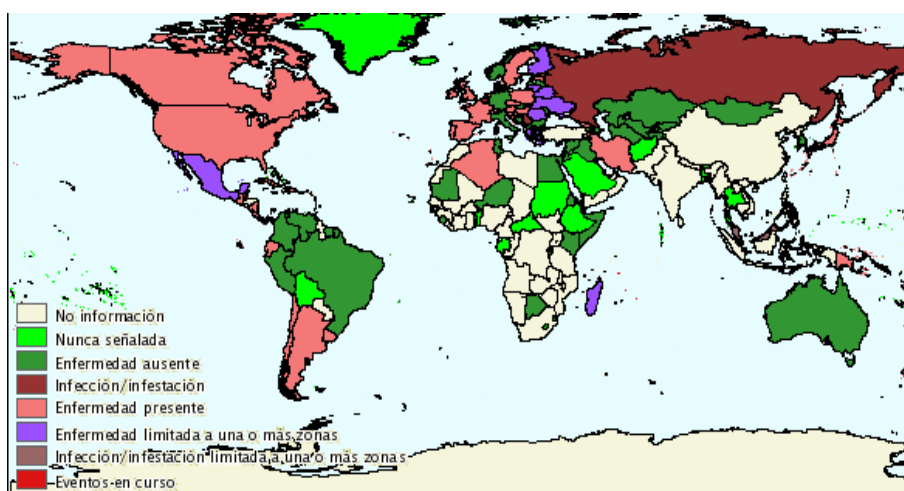 No información
Nunca señalada
Enfermedad ausente
Infección/infestación
Enfermedad presente
Enfermedad limitada a una o más zonas
Infección/infestación limitada a una o más zonas
Eventos en curso